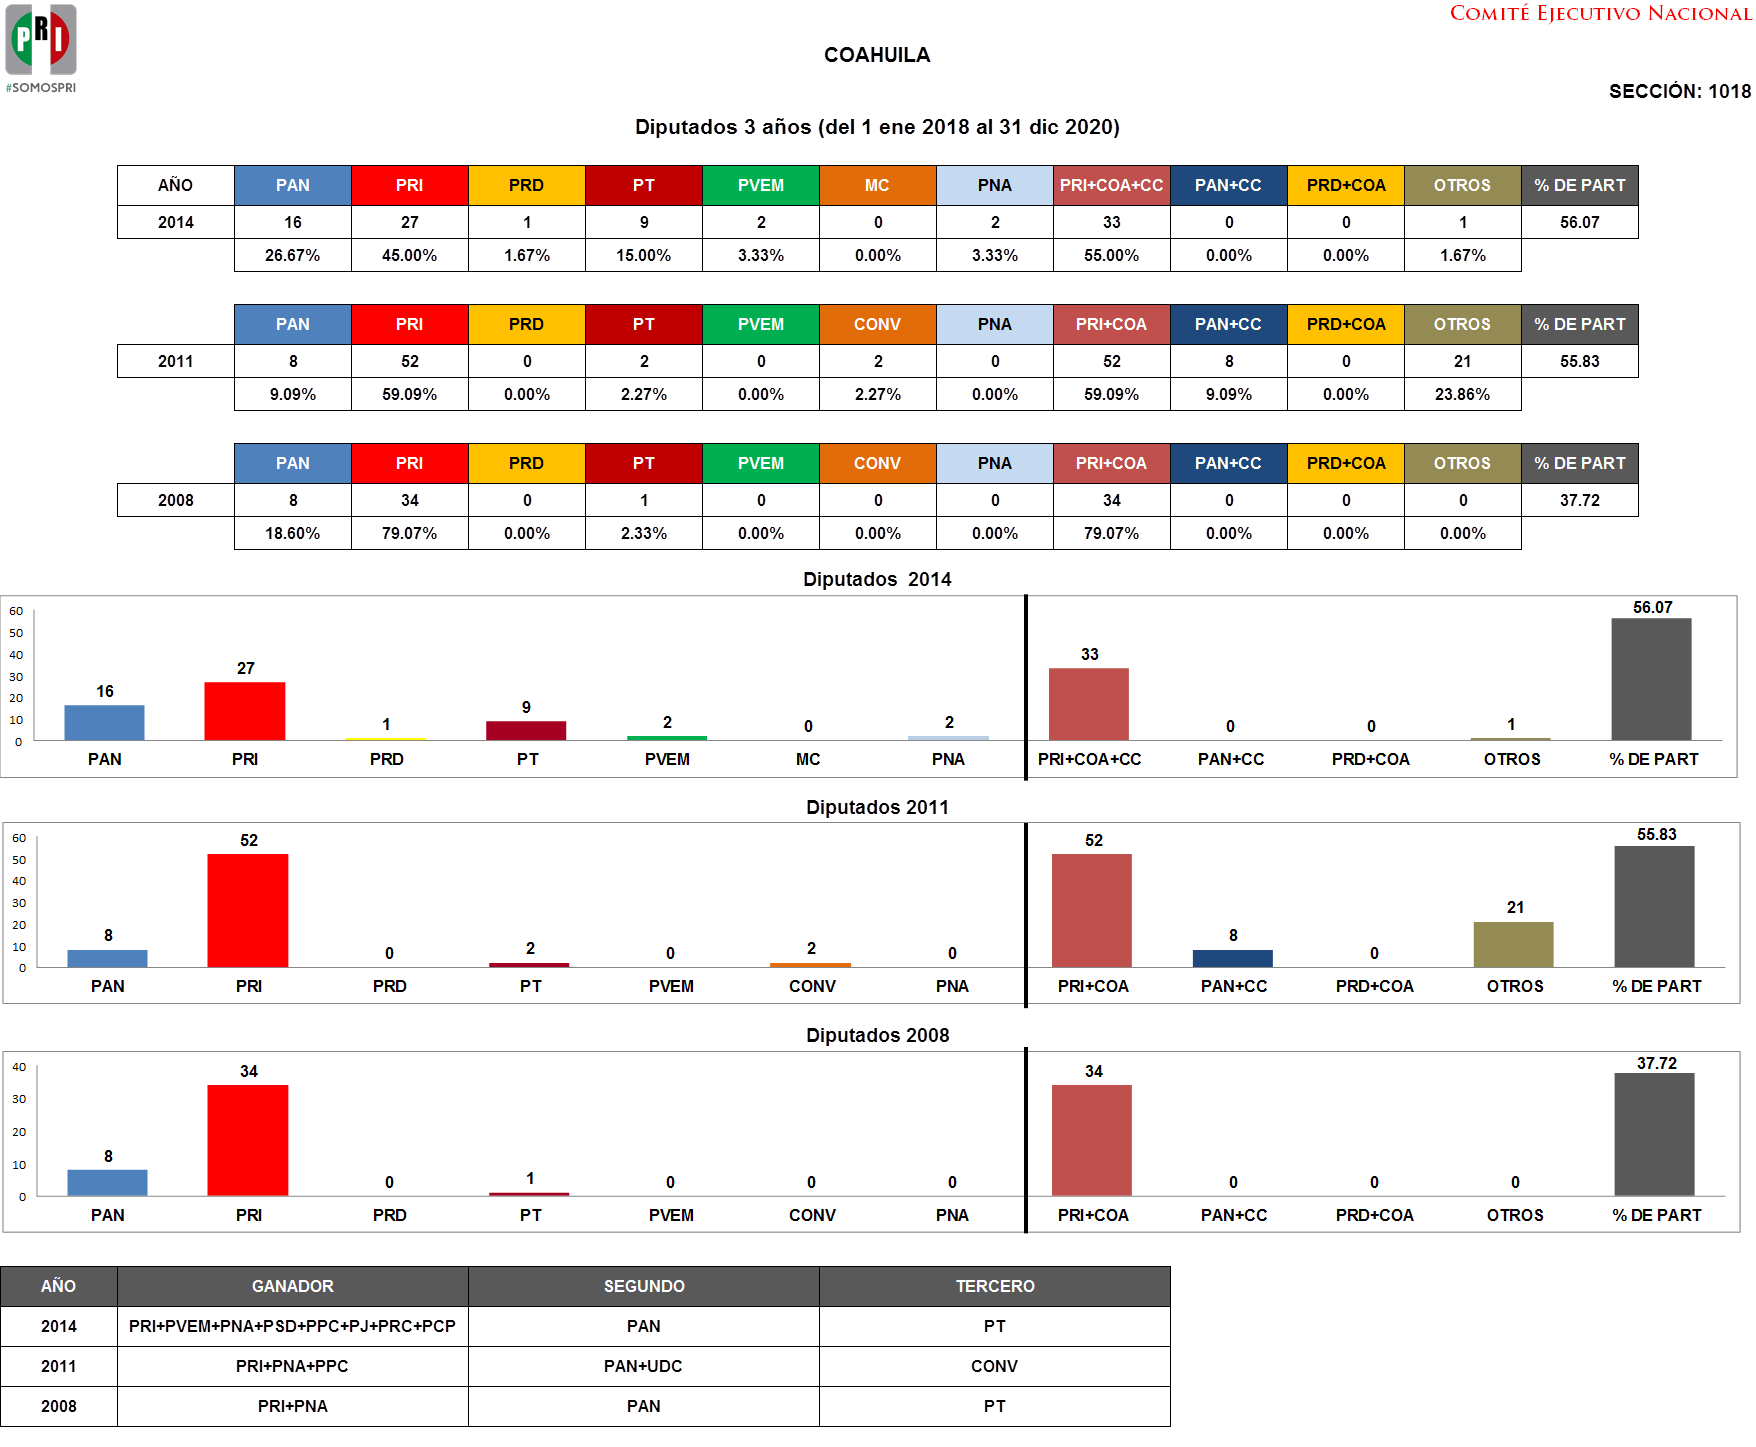 PRI
#SOMOSPRI
COMITÉ EJECUTIVO NACIONAL
COAHUILA
SECCIÓN: 1018
Diputados 3 años (del 1 ene 2018 al 31 dic 2020)
AÑO PAN PRI PRD PT PVEM MC PNA PRI+COA+CC PAN+CC PRD+COA OTROS % DE PART
2014 16 27 1 9 2 0 2 33 0 0 1 56.07
26.67% 45.00% 1.67% 15.00% 3.33% 0.00% 3.33% 55.00% 0.00% 0.00% 1.67%
PAN PRI PRD PT PVEM CONV PNA PRI+COA PAN+CC PRD+COA OTROS % DE PART
2011 8 52 0 2 0 2 0 52 8 0 21 55.83
9.09% 59.09% 0.00% 2.27% 0.00% 2.27% 0.00% 59.09% 9.09% 0.00% 23.86%
PAN PRI PRD PT PVEM CONV PNA PRI+COA PAN+CC PRD+COA OTROS % DE PART
2008 8 34 0 1 0 0 0 34 0 0 0 37.72
18.60% 79.07% 0.00% 2.33% 0.00% 0.00% 0.00% 79.07% 0.00% 0.00% 0.00%
Diputados 2014
60
50
40
30
20
10
0
16 27 1 9 2 0 2 33 0 0 1 56.07
PAN PRI PRD PT PVEM MC PNA PRI+COA+CC PAN+CC PRD+COA OTROS % DE PART
Diputados 2011
60
50
40
30
20
10
0
8 52 0 2 0 2 0 52 8 0 21 55.83
PAN PRI PRD PT PVEM CONV PNA PRI+COA PAN+CC PRD+COA OTROS % DE PART
Diputados 2008
40
30
20
10
0
8 34 0 1 0 0 0 34 0 0 0 37.72
PAN PRI PRD PT PVEM CONV PNA PRI+COA PAN+CC PRD+COA OTROS % DE PART
AÑO GANADOR SEGUNDO TERCERO
2014 PRI+PVEM+PNA+PSD+PPC+PJ+PRC+PCP PAN PT
2011 PRI+PNA+PPC PAN+UDC CONV
2008 PRI+PNA PAN PT